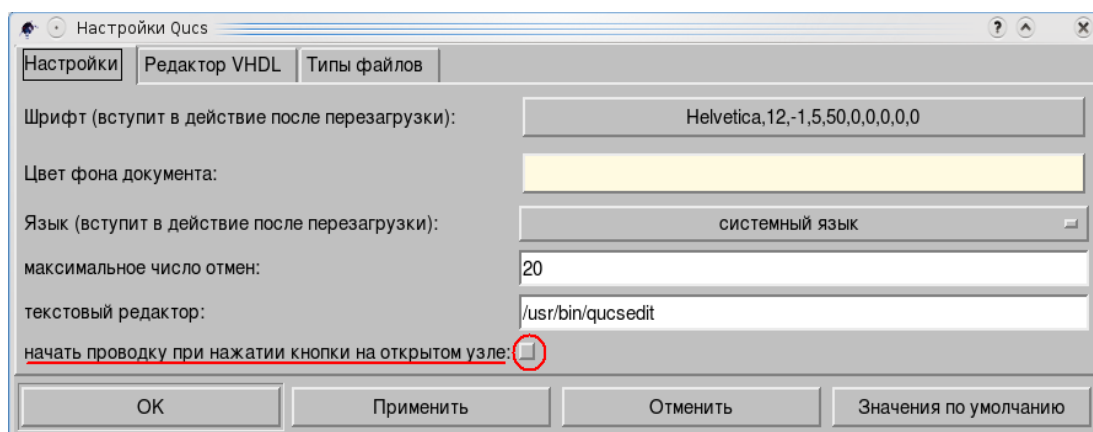 Настройки Qucs
Настройки Редактор VHDL Типы файлов
Шрифт (вступит в действие после перезагрузки): Helvetica,12,-1,5,50,0,0,0,0,0
Цвет фона документа:
Язык (вступит в действие после перезагрузки): системный язык
максимальное число отмен: 20
текстовый редактор: /usr/bin/qucsedit
начать проводку при нажатии кнопки на открытом узле:
OK Применить Отменить Значения по умолчанию